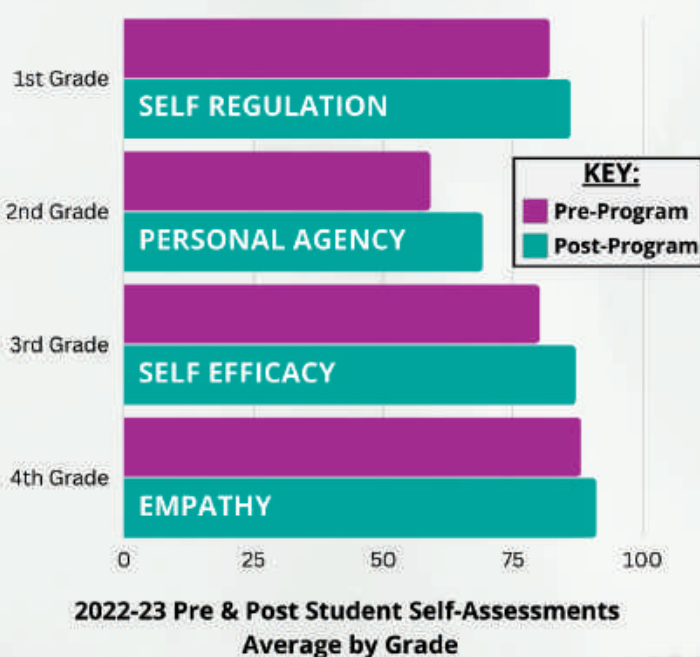 1st Grade
SELF REGULATION
2nd Grade
PERSONAL AGENCY
KEY:
Pre-Program
Post-Program
3rd Grade
SELF EFFICACY
4th Grade
EMPATHY
0 25 50 75 100
2022-23 Pre & Post Student Self-Assessments
Average by Grade